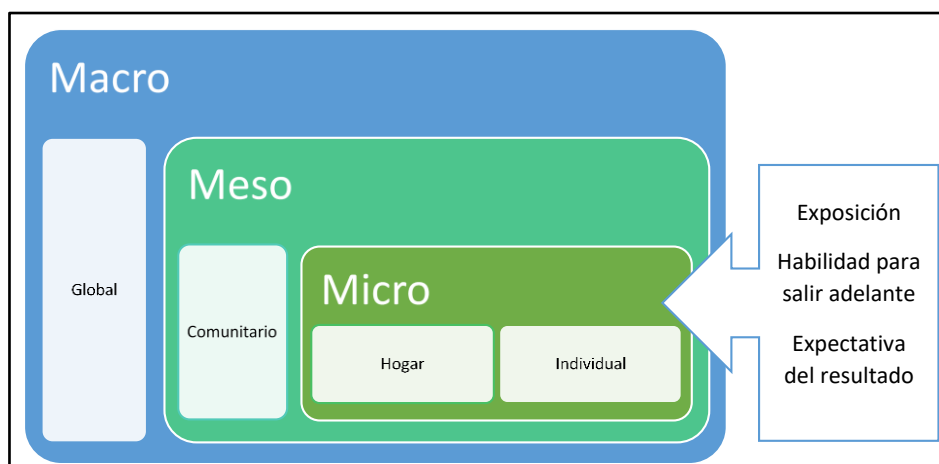 Macro
Global
Meso
Comunitario
Micro
Hogar
Individual
Exposición
Habilidad para
salir adelante
Expectativa
del resultado